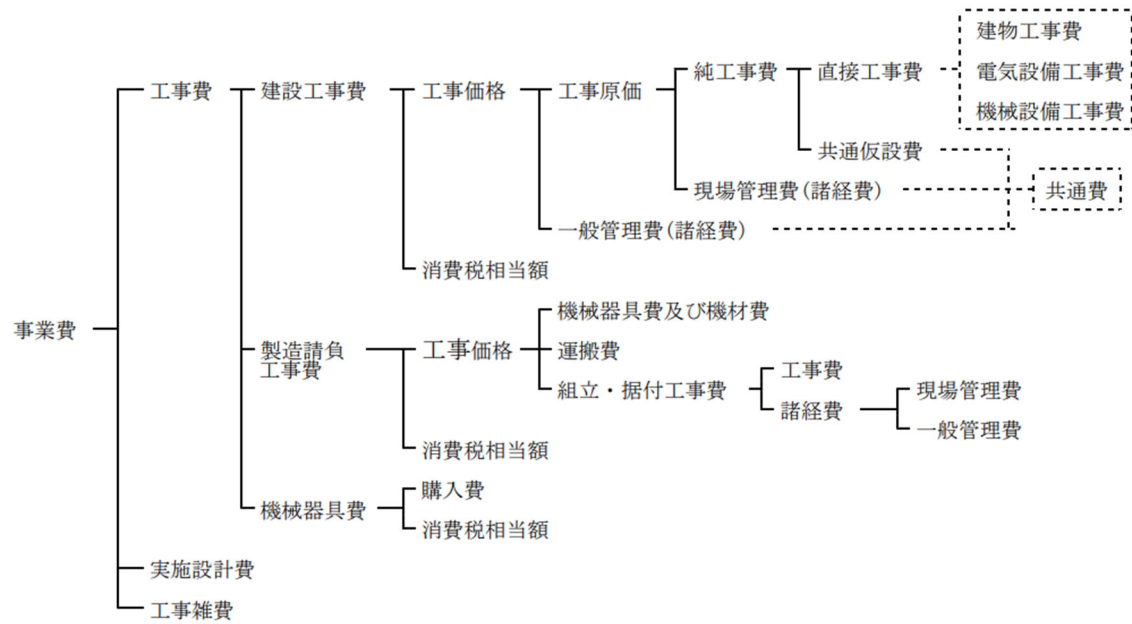 建物工事費
工事費
建設工事費
工事価格
工事原価
純工事費
直接工事費
電気設備工事費
機械設備工事費
共通仮設費
現場管理費(諸経費)
共通費
一般管理費(諸経費)
消費税相当額
事業費
製造請負
工事費
工事価格
機械器具費及び機材費
運搬費
組立・据付工事費
工事費
諸経費
現場管理費
一般管理費
消費税相当額
機械器具費
購入費
消費税相当額
実施設計費
工事雑費